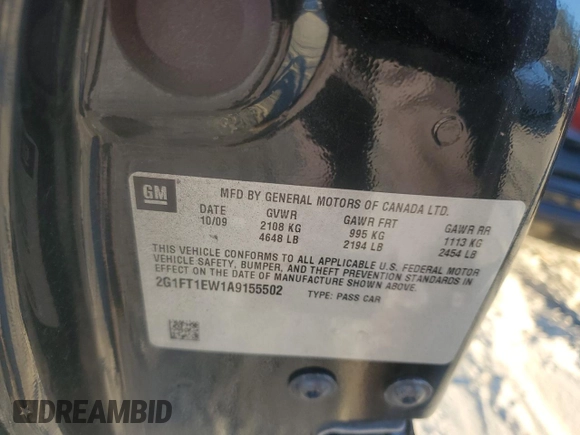 GM
MFD BY GENERAL MOTORS OF CANADA LTD.
DATE GVWR GAWR FRT GAWR RR
10/09 2108 KG 995 KG 1113 KG
4648 LB 2194 LB 2454 LB
THIS VEHICLE CONFORMS TO ALL APPLICABLE U.S. FEDERAL MOTOR
VEHICLE SAFETY, BUMPER, AND THEFT PREVENTION STANDARDS IN
EFFECT ON THE DATE OF MANUFACTURE SHOWN ABOVE.
2G1FT1EW1A9155502 TYPE: PASS CAR
DREAMBID